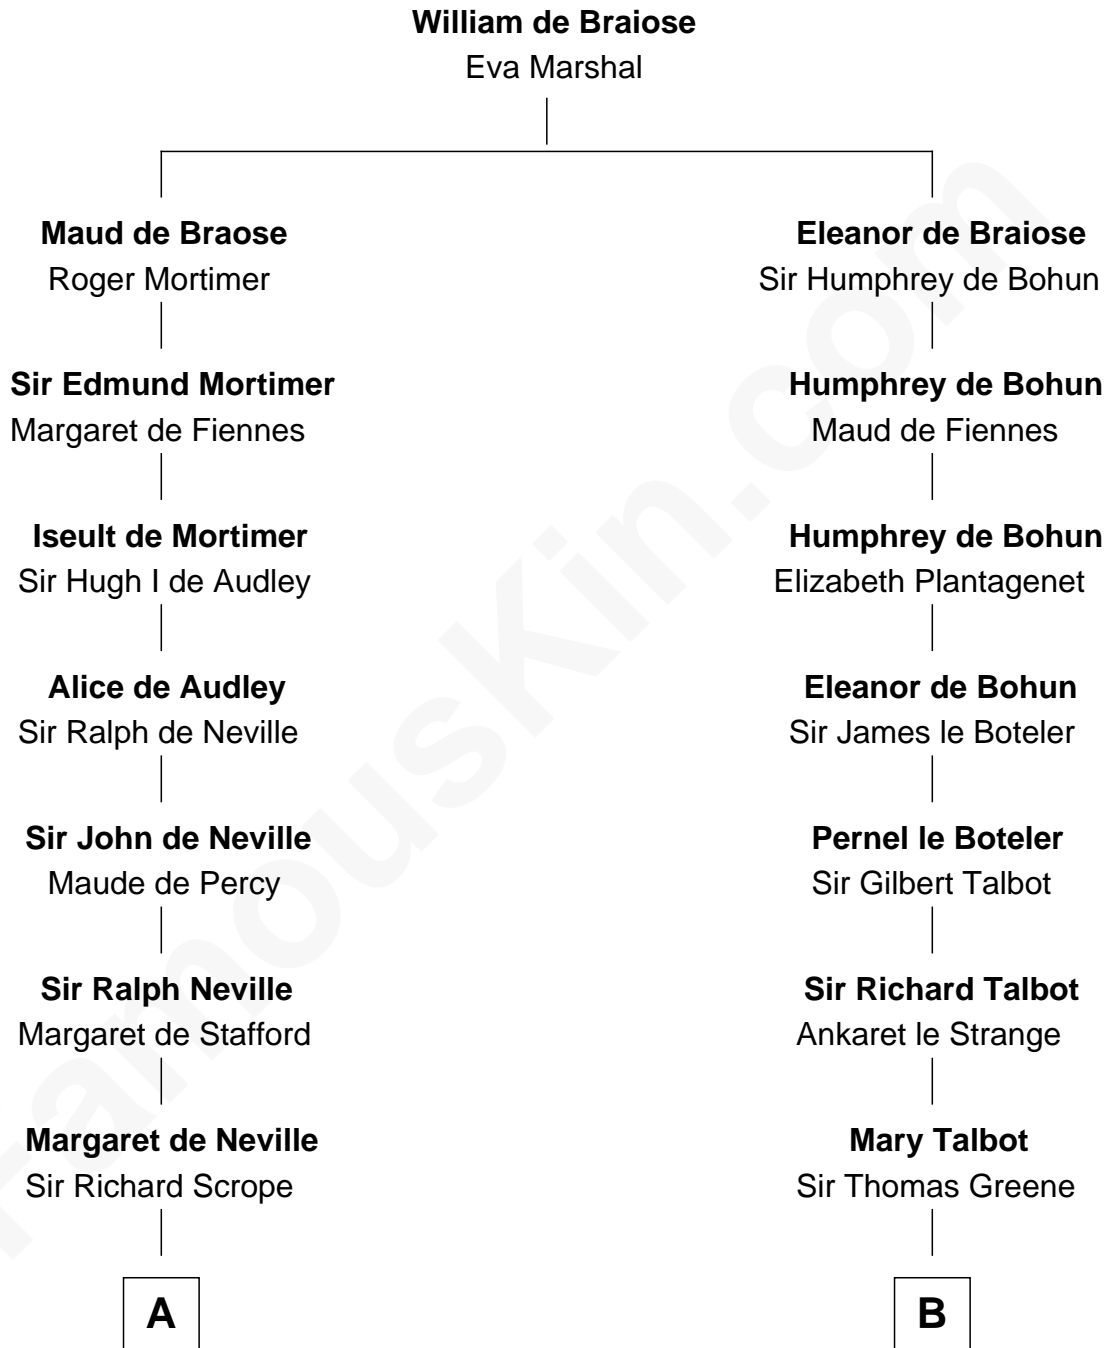 William de Braiose
Eva Marshal
Maud de Braose
Roger Mortimer
Eleanor de Braiose
Sir Humphrey de Bohun
Sir Edmund Mortimer
Margaret de Fiennes
Humphrey de Bohun
Maud de Fiennes
Iseult de Mortimer
Sir Hugh I de Audley
Humphrey de Bohun
Elizabeth Plantagenet
Alice de Audley
Sir Ralph de Neville
Eleanor de Bohun
Sir James le Boteler
Sir John de Neville
Maude de Percy
Pernel le Boteler
Sir Gilbert Talbot
Sir Ralph Neville
Margaret de Stafford
Sir Richard Talbot
Ankaret le Strange
Margaret de Neville
Sir Richard Scrope
Mary Talbot
Sir Thomas Greene
A
B
FamousKin.com